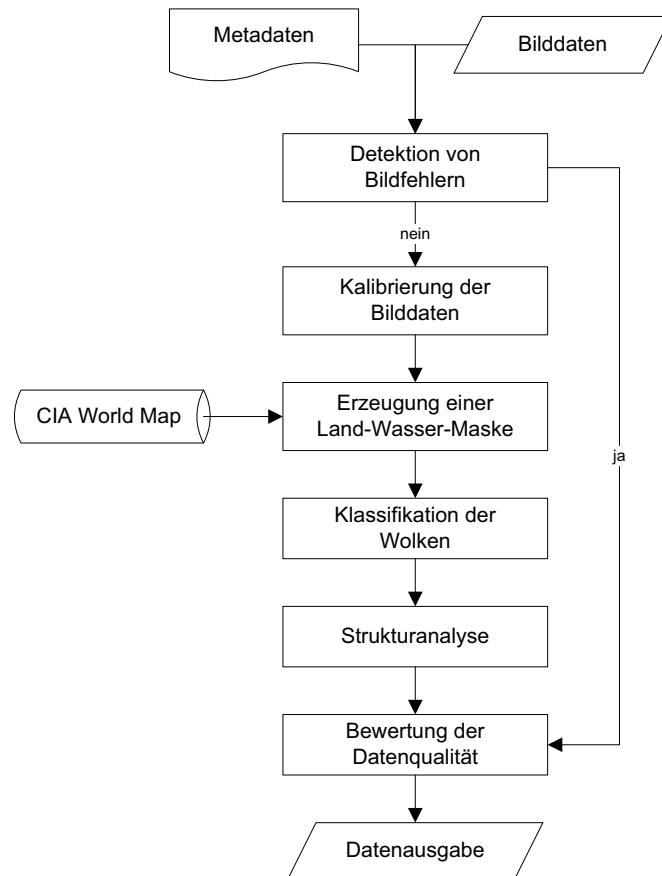 Metadaten
Bilddaten
Detektion von
Bildfehlern
nein
Kalibrierung der
Bilddaten
CIA World Map
Erzeugung einer
Land-Wasser-Maske
ja
Klassifikation der
Wolken
Strukturanalyse
Bewertung der
Datenqualität
Datenausgabe